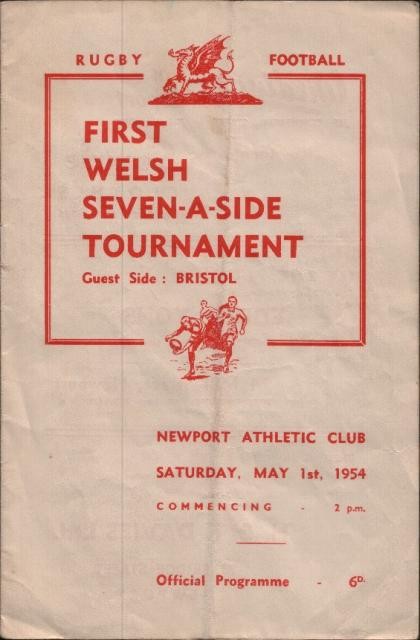 RUGBY FOOTBALL
FIRST
WELSH
SEVEN-A-SIDE
TOURNAMENT
Guest Side : BRISTOL
NEWPORT ATHLETIC CLUB
SATURDAY, MAY 1st, 1954
COMMENCING - 2 p.m.
Official Programme - 6D.